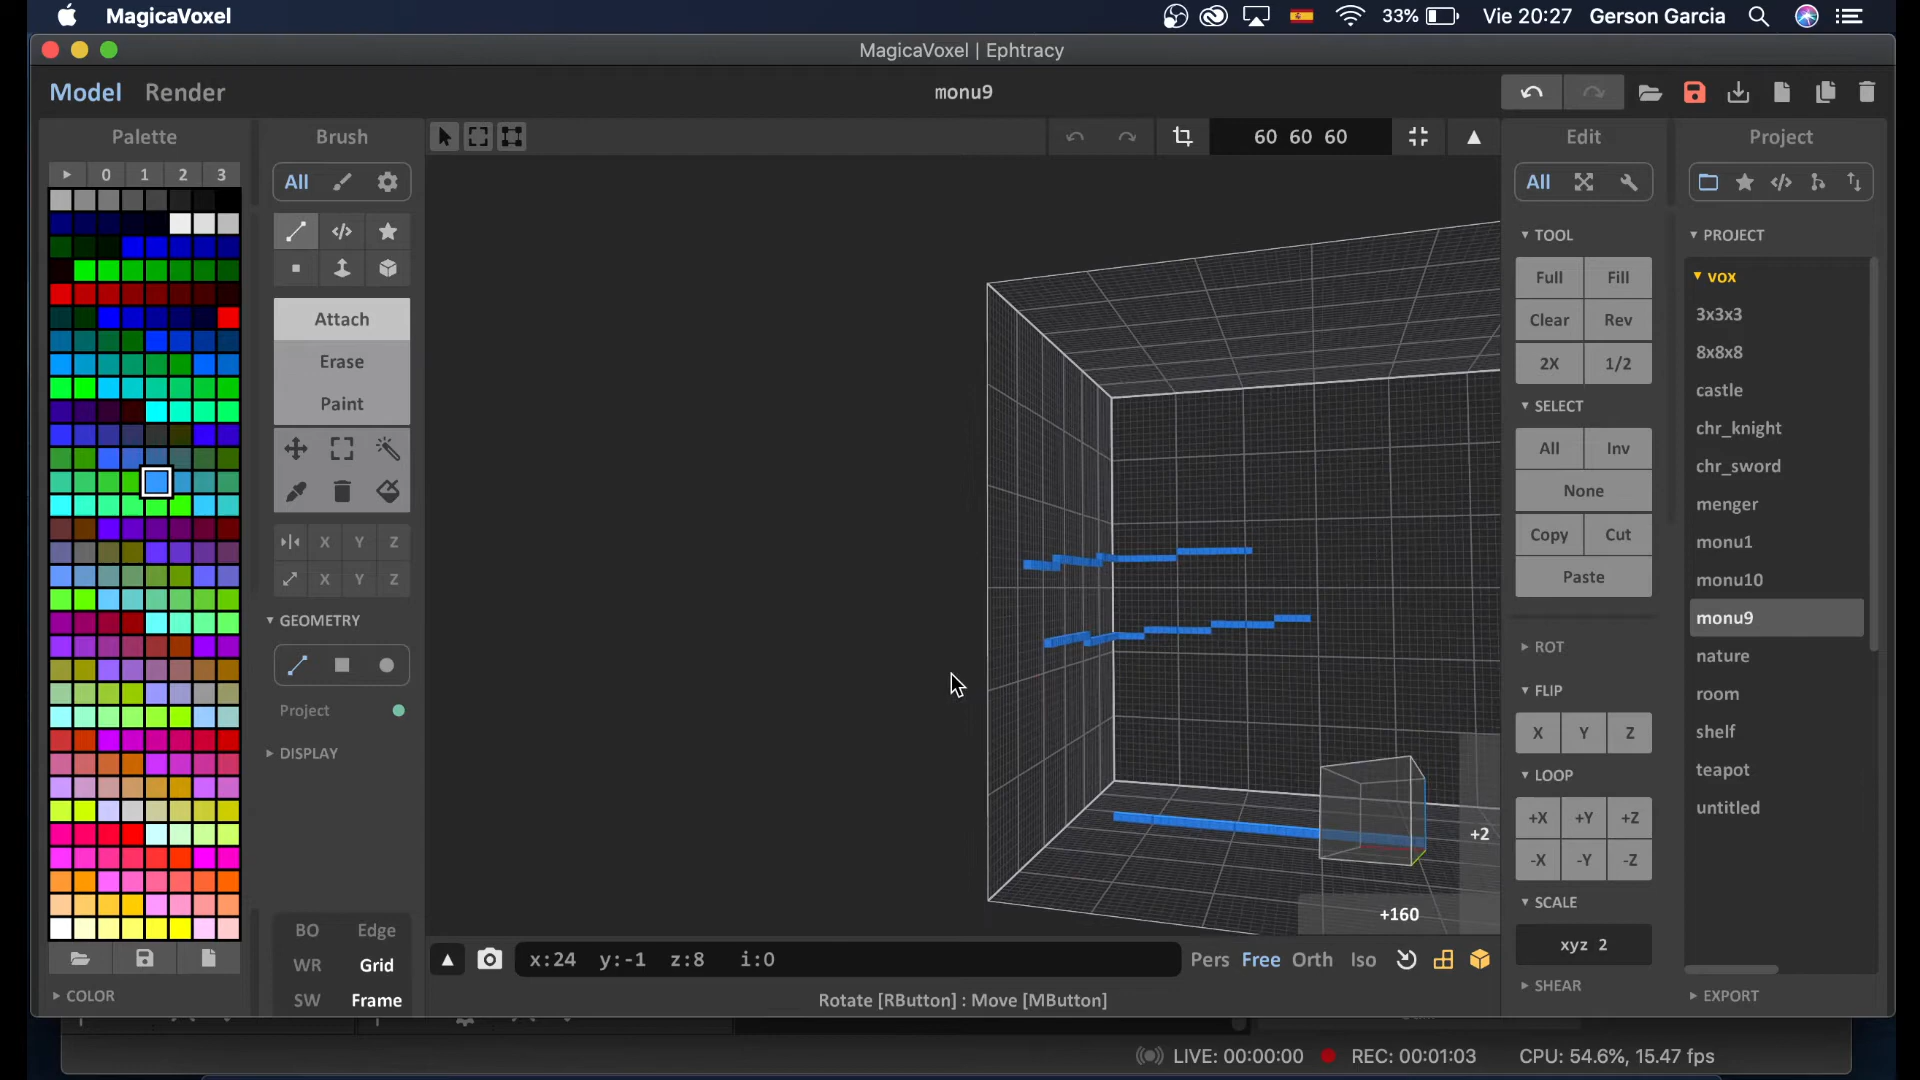 MagicaVoxel
33%
Vie 20:27
Gerson Garcia
MagicaVoxel | Ephtracy
Model
Render
monu9
Palette
0 1 2 3
COLOR
Brush
All
Attach
Erase
Paint
X Y Z
X Y Z
GEOMETRY
Project
DISPLAY
BO Edge
WR Grid
SW Frame
60 60 60
+2
+160
x:24 y:-1 z:8 i:0
Pers Free Orth Iso
Rotate [RButton] : Move [MButton]
Edit
All
TOOL
Full Fill
Clear Rev
2X 1/2
SELECT
All Inv
None
Copy Cut
Paste
ROT
FLIP
X Y Z
LOOP
+X +Y +Z
-X -Y -Z
SCALE
xyz 2
SHEAR
Project
PROJECT
vox
3x3x3
8x8x8
castle
chr_knight
chr_sword
menger
monu1
monu10
monu9
nature
room
shelf
teapot
untitled
EXPORT
LIVE: 00:00:00
REC: 00:01:03
CPU: 54.6%, 15.47 fps